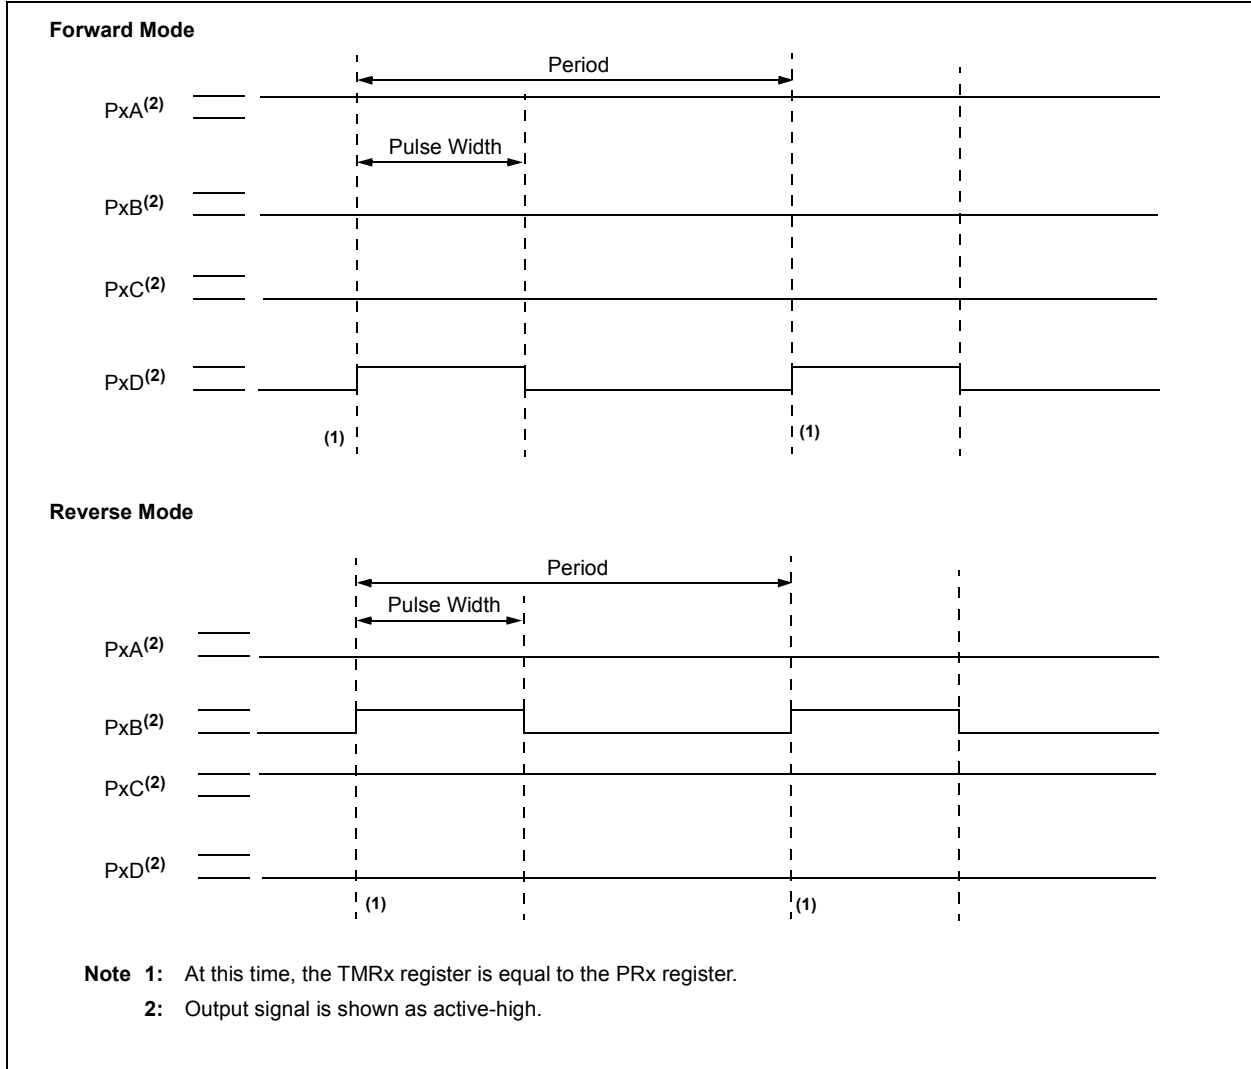 Forward Mode
Period
PxA(2)
Pulse Width
PxB(2)
PxC(2)
PxD(2)
(1) (1)
Reverse Mode
Period
Pulse Width
PxA(2)
PxB(2)
PxC(2)
PxD(2)
(1) (1)
Note 1: At this time, the TMRx register is equal to the PRx register.
2: Output signal is shown as active-high.